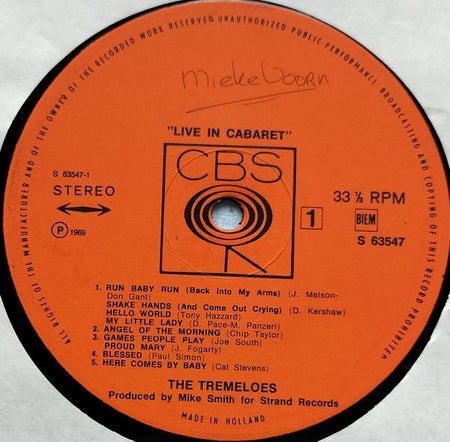 ALL RIGHTS OF THE MANUFACTURER AND OF THE OWNER OF THE RECORDED WORK RESERVED UNAUTHORIZED PUBLIC PERFORMANCE BROADCASTING AND COPYING OF THIS RECORD PROHIBITED
Mieke Voorn
"LIVE IN CABARET"
CBS
S 63547-1
STEREO
33 ⅓ RPM
1
BIEM
P 1969
S 63547
1. RUN BABY RUN (Back Into My Arms) (J. Melson-
Don Gant)
SHAKE HANDS (And Come Out Crying) (D. Kershaw)
HELLO WORLD (Tony Hazzard)
MY LITTLE LADY (D. Pace-M. Panzeri)
2. ANGEL OF THE MORNING (Chip Taylor)
3. GAMES PEOPLE PLAY (Joe South)
PROUD MARY (J. Fogarty)
4. BLESSED (Paul Simon)
5. HERE COMES BY BABY (Cat Stevens)
THE TREMELOES
Produced by Mike Smith for Strand Records
MADE IN HOLLAND